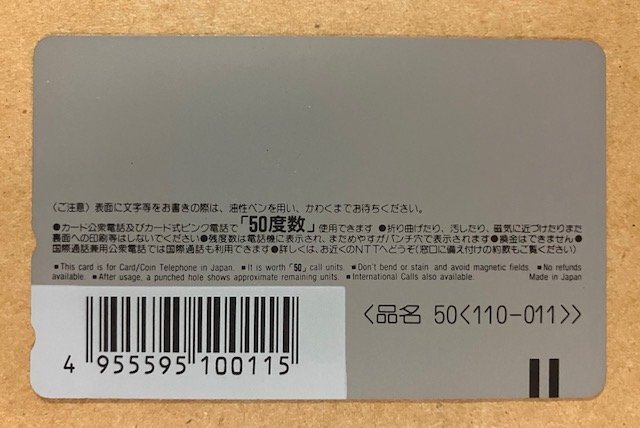 〈ご注意〉表面に文字等をお書きの際は、油性ペンを用い、かわくまでお待ちください。
●カード公衆電話及びカード式ピンク電話で「50度数」使用できます ●折り曲げたり、汚したり、磁気に近づけたりまた
裏面への印刷等はしないでください ●残度数は電話機に表示され、まためやすがパンチ穴で表示されます ●換金はできません ●
国際通話兼用公衆電話では国際通話も利用できます ●詳しくは、お近くのNTTへどうぞ(窓口に備え付けの約款もご覧ください)
■This card is for Card/Coin Telephone in Japan. ■It is worth「50」call units. ■Don't bend or stain and avoid magnetic fields. ■No refunds
available. ■After usage, a punched hole shows approximate remaining units. ■International Calls also available. Made in Japan
〈品名 50〈110-011〉〉
4 955595 100115